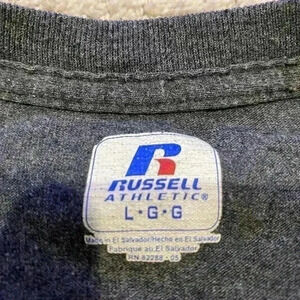 R
RUSSELL
ATHLETIC®
L·G·G
Made in El Salvador/Hecho en El Salvador
Fabriqué au El Salvador
RN 82288 - 05